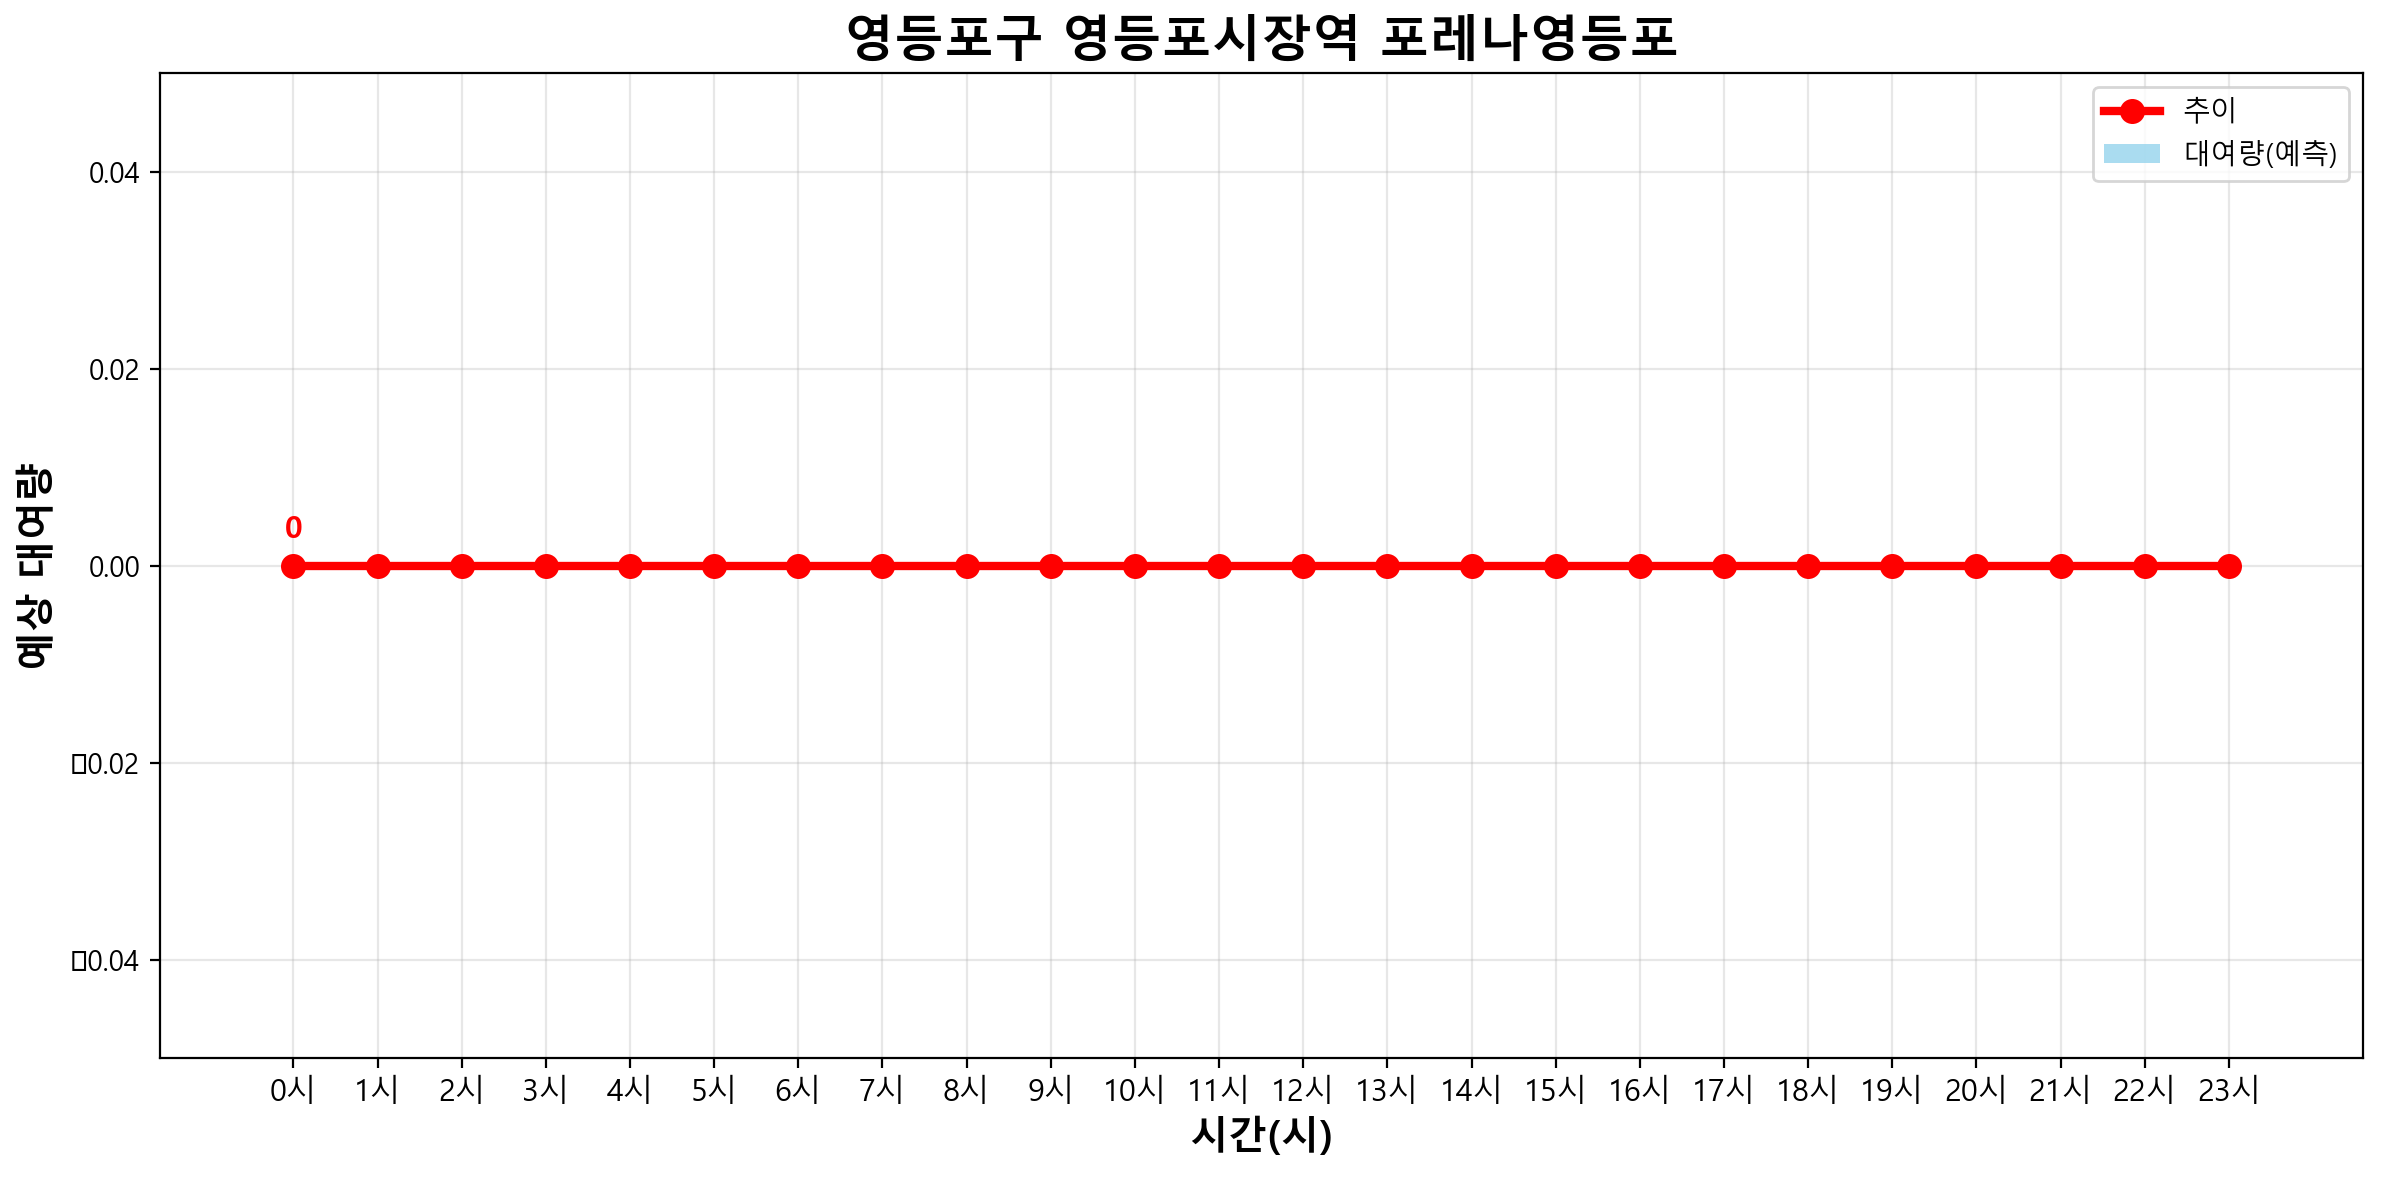 영등포구 영등포시장역 포레나영등포
추이
대여량(예측)
예상 대여량
0.04
0.02
0.00
□0.02
□0.04
0
0시 1시 2시 3시 4시 5시 6시 7시 8시 9시 10시 11시 12시 13시 14시 15시 16시 17시 18시 19시 20시 21시 22시 23시
시간(시)